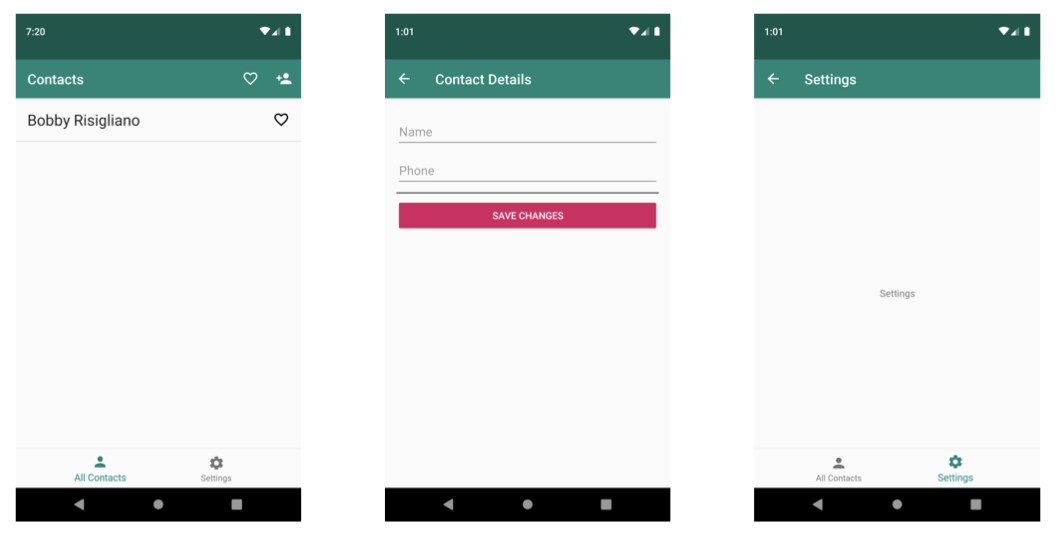 7:20
Contacts
Bobby Risigliano
All Contacts
Settings
1:01
Contact Details
Name
Phone
SAVE CHANGES
1:01
Settings
Settings
All Contacts
Settings